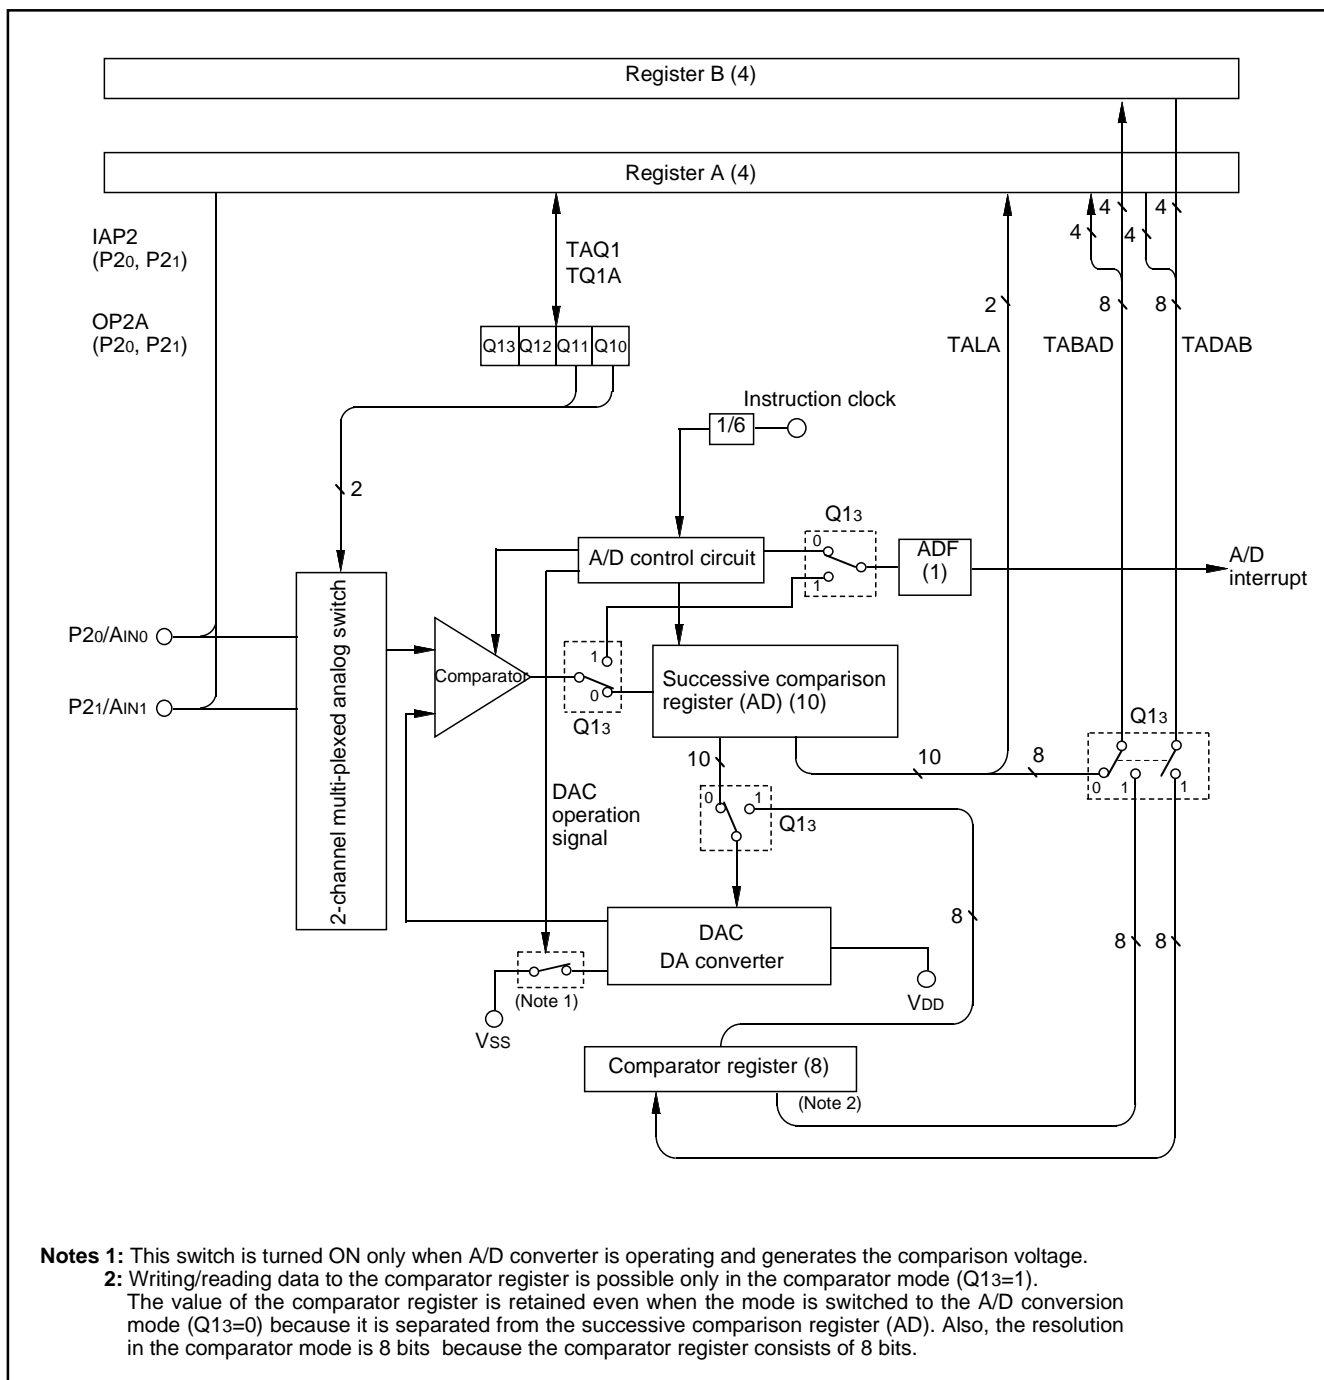 Register B (4)
Register A (4)
IAP2
(P20, P21)
OP2A
(P20, P21)
TAQ1
TQ1A
4
4
4
4
2
8
8
TALA
TABAD
TADAB
Q13 Q12 Q11 Q10
Instruction clock
1/6
2
Q13
0
1
A/D control circuit
ADF
(1)
A/D
interrupt
2-channel multi-plexed analog switch
P20/AIN0
P21/AIN1
Comparator
1
0
Q13
Successive comparison
register (AD) (10)
Q13
0
1
1
10
10
8
DAC
operation
signal
0
1
Q13
DAC
DA converter
8
8
8
(Note 1)
VSS
VDD
Comparator register (8)
(Note 2)
Notes 1: This switch is turned ON only when A/D converter is operating and generates the comparison voltage.
2: Writing/reading data to the comparator register is possible only in the comparator mode (Q13=1).
The value of the comparator register is retained even when the mode is switched to the A/D conversion
mode (Q13=0) because it is separated from the successive comparison register (AD). Also, the resolution
in the comparator mode is 8 bits because the comparator register consists of 8 bits.